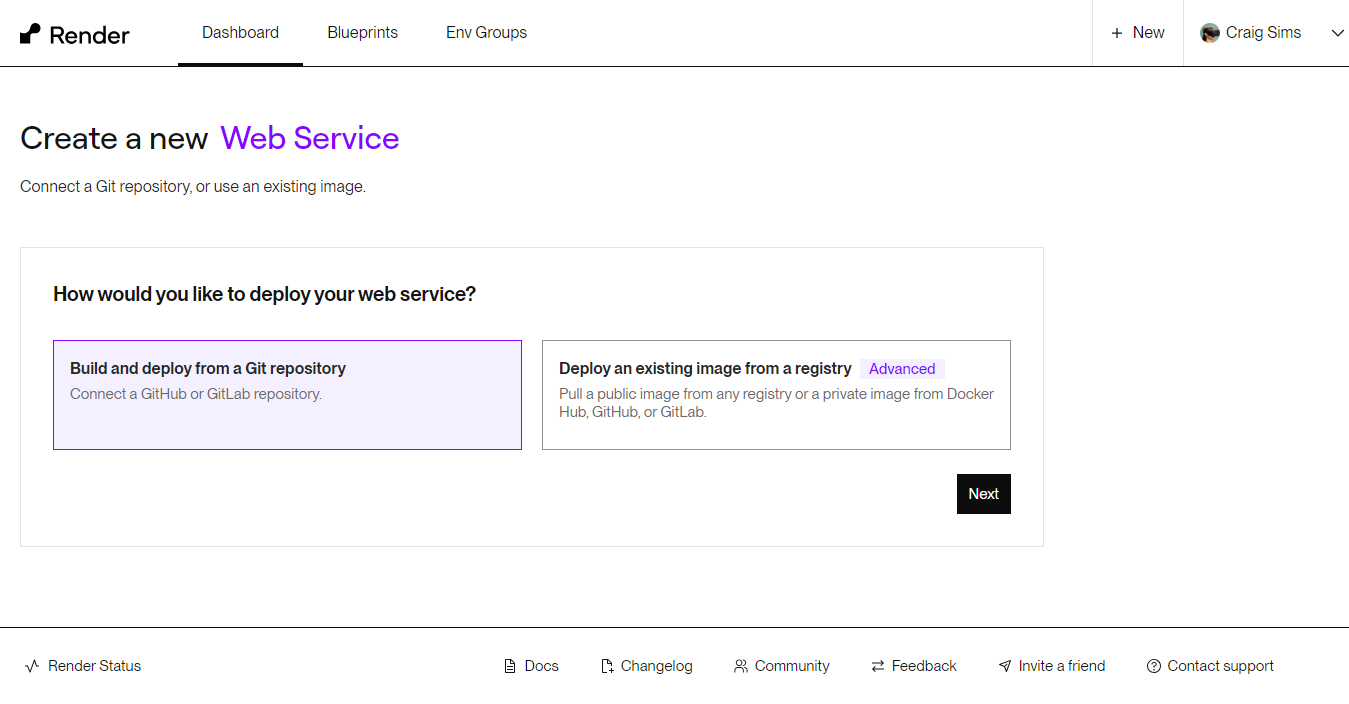 Render
Dashboard
Blueprints
Env Groups
+ New
Craig Sims
Create a new Web Service
Connect a Git repository, or use an existing image.
How would you like to deploy your web service?
Build and deploy from a Git repository
Connect a GitHub or GitLab repository.
Deploy an existing image from a registry Advanced
Pull a public image from any registry or a private image from Docker
Hub, GitHub, or GitLab.
Next
Render Status
Docs
Changelog
Community
Feedback
Invite a friend
Contact support